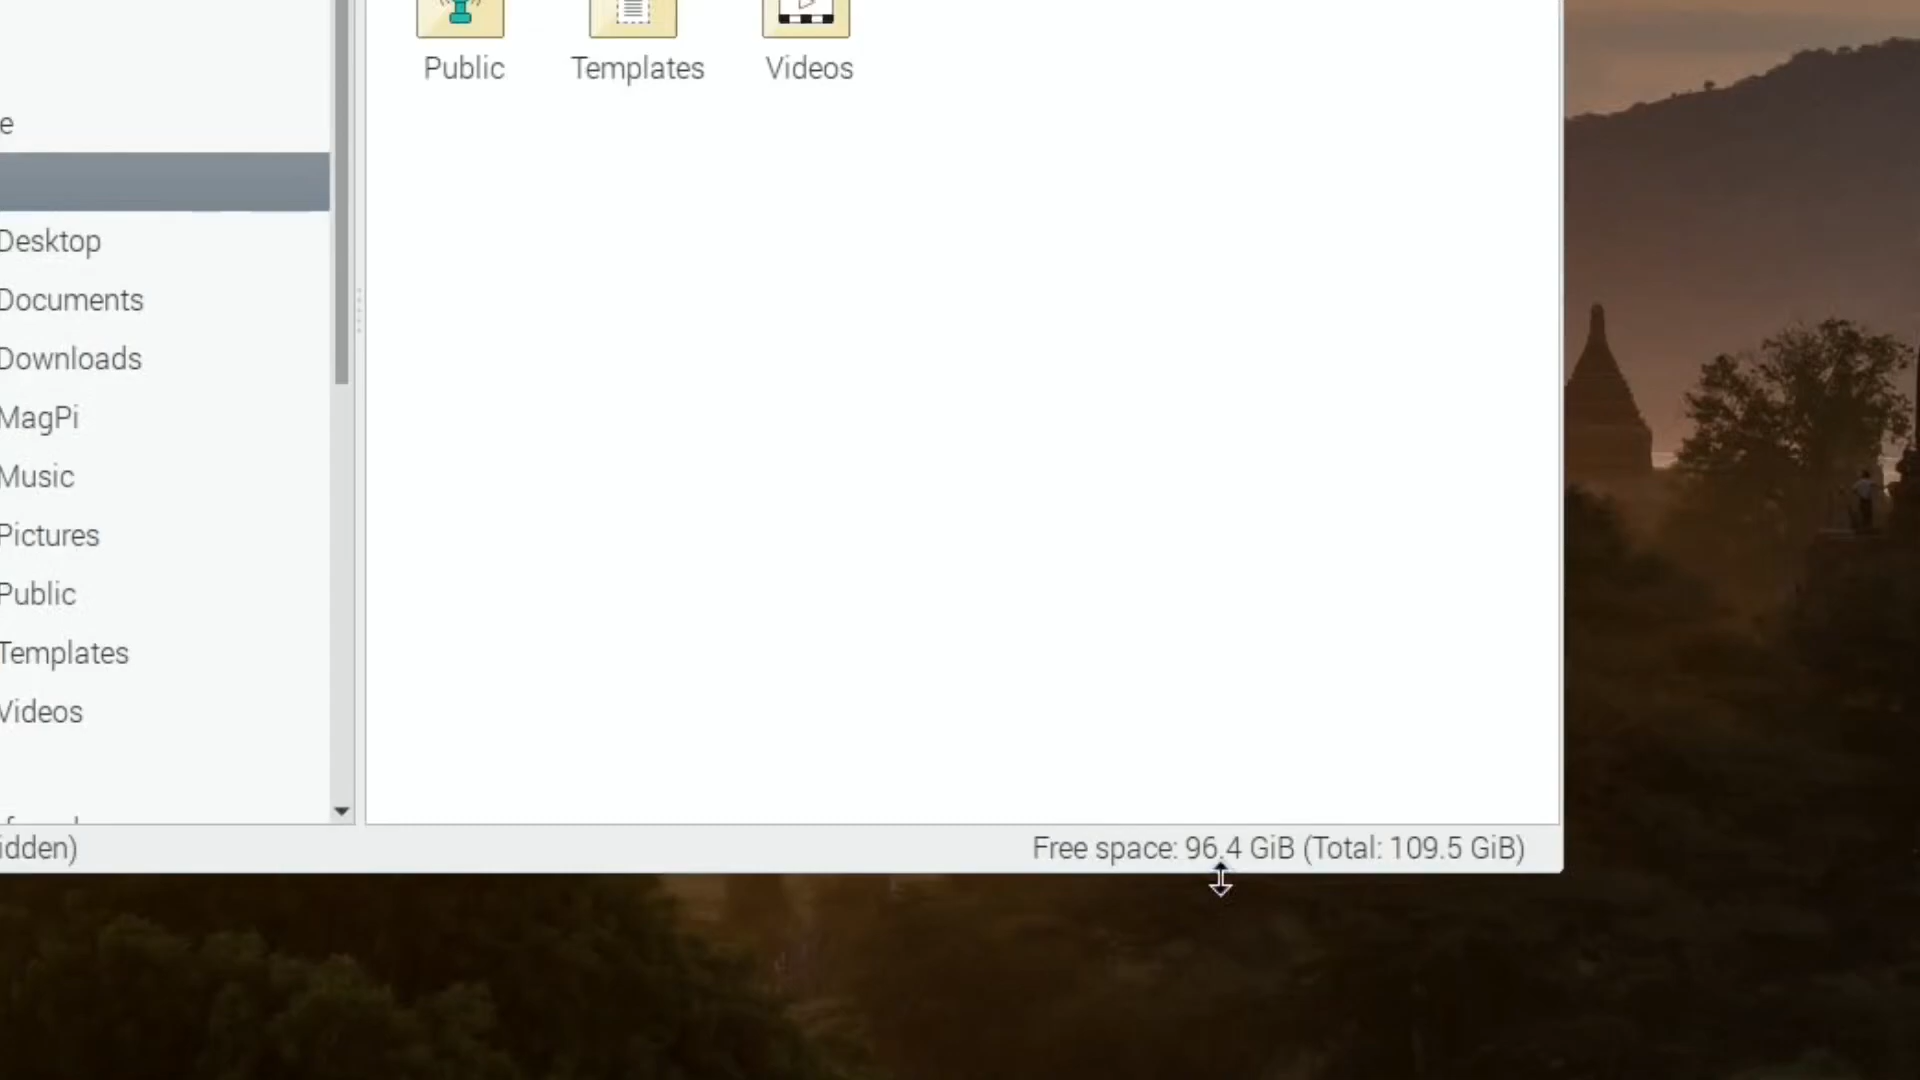 Public Templates Videos
e
Desktop
Documents
Downloads
MagPi
Music
Pictures
Public
Templates
Videos
idden) Free space: 96.4 GiB (Total: 109.5 GiB)